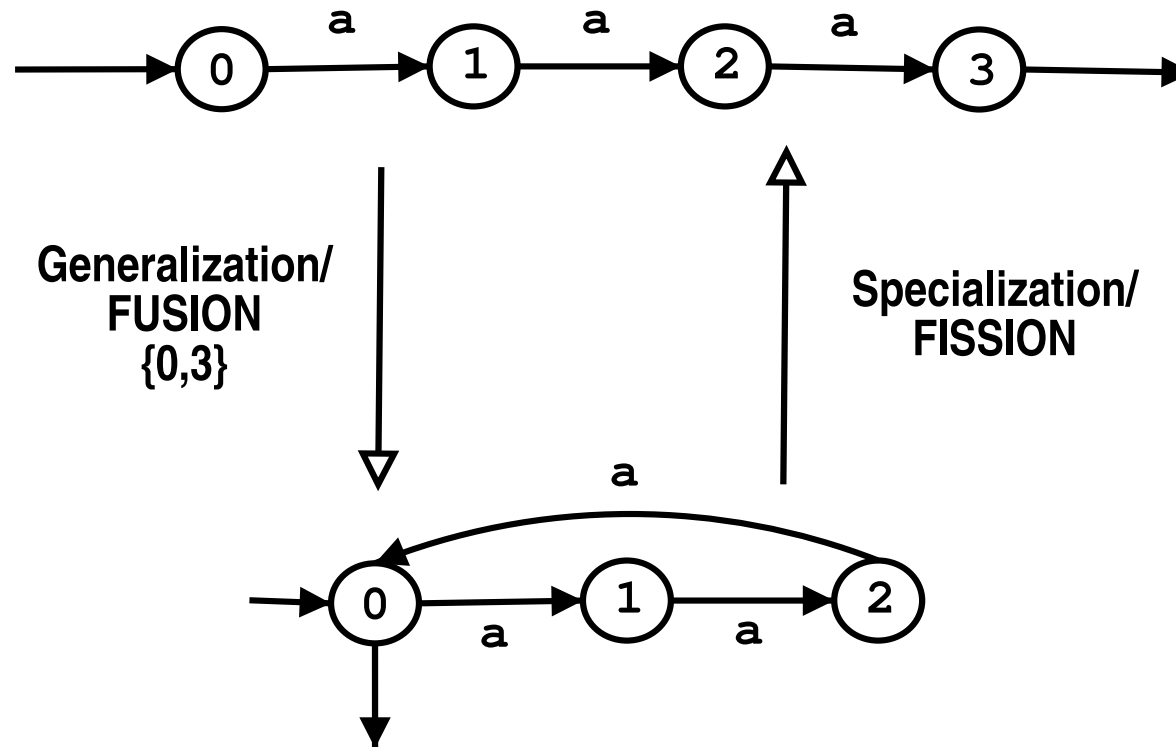 a a a
0 1 2 3
Generalization/
FUSION
{0,3}
Specialization/
FISSION
a
0 1 2
a a